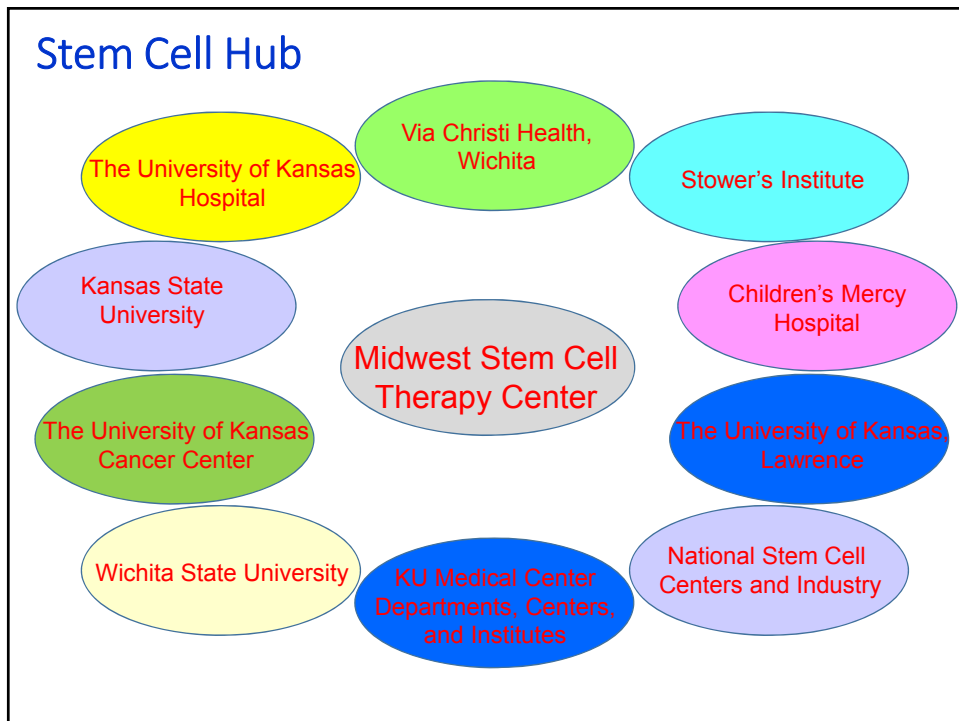 Stem Cell Hub
Via Christi Health,
Wichita
The University of Kansas
Hospital
Stower’s Institute
Kansas State
University
Children’s Mercy
Hospital
Midwest Stem Cell
Therapy Center
The University of Kansas
Cancer Center
The University of Kansas,
Lawrence
Wichita State University
KU Medical Center
Departments, Centers,
and Institutes
National Stem Cell
Centers and Industry